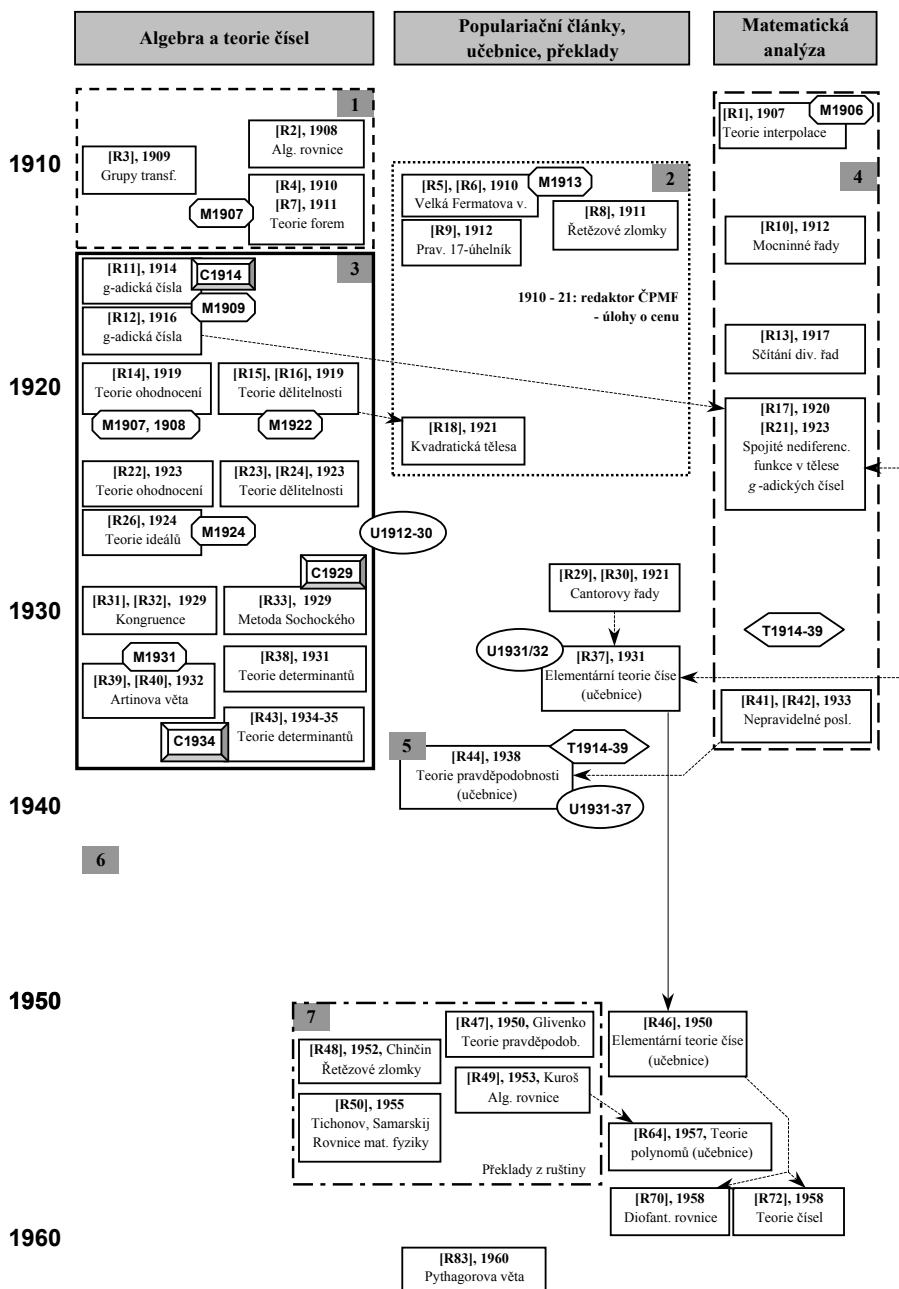 Algebra a teorie čísel
Populariační články,
učebnice, překlady
Matematická
analýza
1
[R2], 1908
Alg. rovnice
[R3], 1909
Grupy transf.
M1907
[R4], 1910
[R7], 1911
Teorie forem
1910
[R1], 1907
M1906
Teorie interpolace
2
[R5], [R6], 1910
M1913
Velká Fermatova v.
[R8], 1911
Řetězové zlomky
[R9], 1912
Prav. 17-úhelník
1910 - 21: redaktor ČPMF
- úlohy o cenu
4
[R10], 1912
Mocninné řady
[R13], 1917
Sčítání div. řad
3
[R11], 1914
C1914
g-adická čísla
M1909
[R12], 1916
g-adická čísla
1920
[R14], 1919
Teorie ohodnocení
M1907, 1908
[R15], [R16], 1919
Teorie dělitelnosti
M1922
[R18], 1921
Kvadratická tělesa
[R17], 1920
[R21], 1923
Spojité nediferenc.
funkce v tělese
g-adických čísel
[R22], 1923
Teorie ohodnocení
[R23], [R24], 1923
Teorie dělitelnosti
[R26], 1924
Teorie ideálů
M1924
U1912-30
C1929
1930
[R31], [R32], 1929
Kongruence
[R33], 1929
Metoda Sochockého
[R29], [R30], 1921
Cantorovy řady
T1914-39
M1931
[R39], [R40], 1932
Artinova věta
[R38], 1931
Teorie determinantů
U1931/32
[R37], 1931
Elementární teorie číse
(učebnice)
[R41], [R42], 1933
Nepravidelné posl.
C1934
[R43], 1934-35
Teorie determinantů
5
[R44], 1938
Teorie pravděpodobnosti
(učebnice)
T1914-39
U1931-37
1940
6
1950
7
[R47], 1950, Glivenko
Teorie pravděpodob.
[R48], 1952, Chinčin
Řetězové zlomky
[R49], 1953, Kuroš
Alg. rovnice
[R50], 1955
Tichonov, Samarskij
Rovnice mat. fyziky
Překlady z ruštiny
[R46], 1950
Elementární teorie číse
(učebnice)
[R64], 1957, Teorie
polynomů (učebnice)
[R70], 1958
Diofant. rovnice
[R72], 1958
Teorie čísel
1960
[R83], 1960
Pythagorova věta